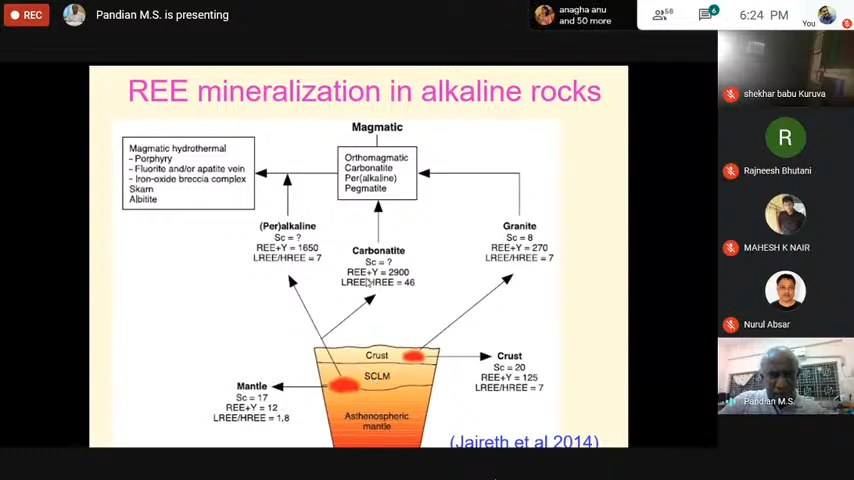 REC
Pandian M.S. is presenting
anagha anu
and 50 more
58
6
6:24 PM
You
REE mineralization in alkaline rocks
Magmatic
Magmatic hydrothermal
- Porphyry
- Fluorite and/or apatite vein
- Iron-oxide breccia complex
Skarn
Albitite
Orthomagmatic
Carbonatite
Per(alkaline)
Pegmatite
(Per)alkaline
Sc = ?
REE+Y = 1650
LREE/HREE = 7
Carbonatite
Sc = ?
REE+Y = 2900
LREE/HREE = 46
Granite
Sc = 8
REE+Y = 270
LREE/HREE = 7
Crust
SCLM
Asthenospheric
mantle
Crust
Sc = 20
REE+Y = 125
LREE/HREE = 7
Mantle
Sc = 17
REE+Y = 12
LREE/HREE = 1,8
(Jaireth et al 2014)
shekhar babu Kuruva
R
Rajneesh Bhutani
MAHESH K NAIR
Nurul Absar
Pandian M.S.